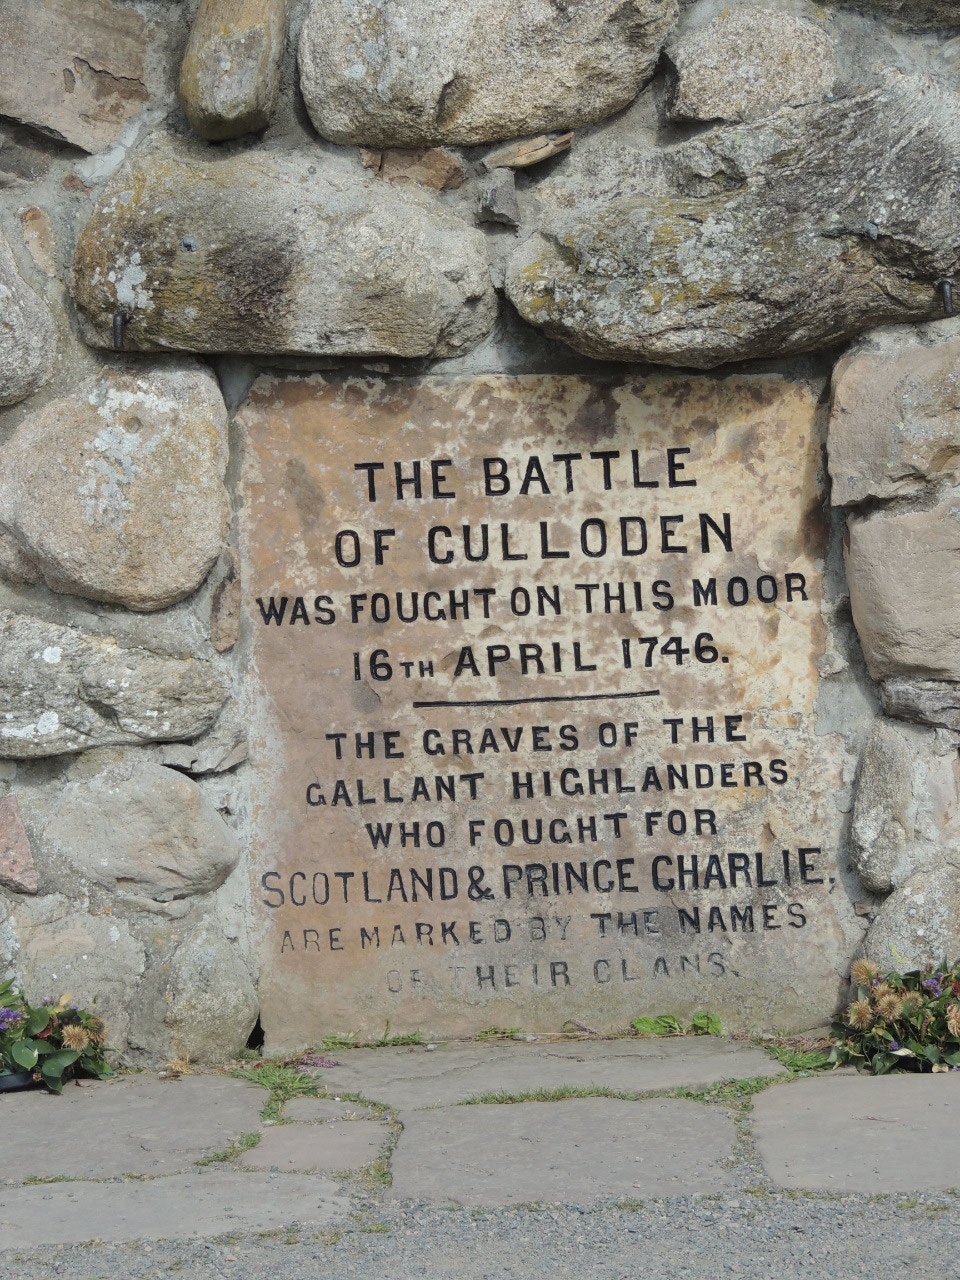 THE BATTLE
OF CULLODEN
WAS FOUGHT ON THIS MOOR
16TH APRIL 1746.
THE GRAVES OF THE
GALLANT HIGHLANDERS
WHO FOUGHT FOR
SCOTLAND & PRINCE CHARLIE,
ARE MARKED BY THE NAMES
OF THEIR CLANS.